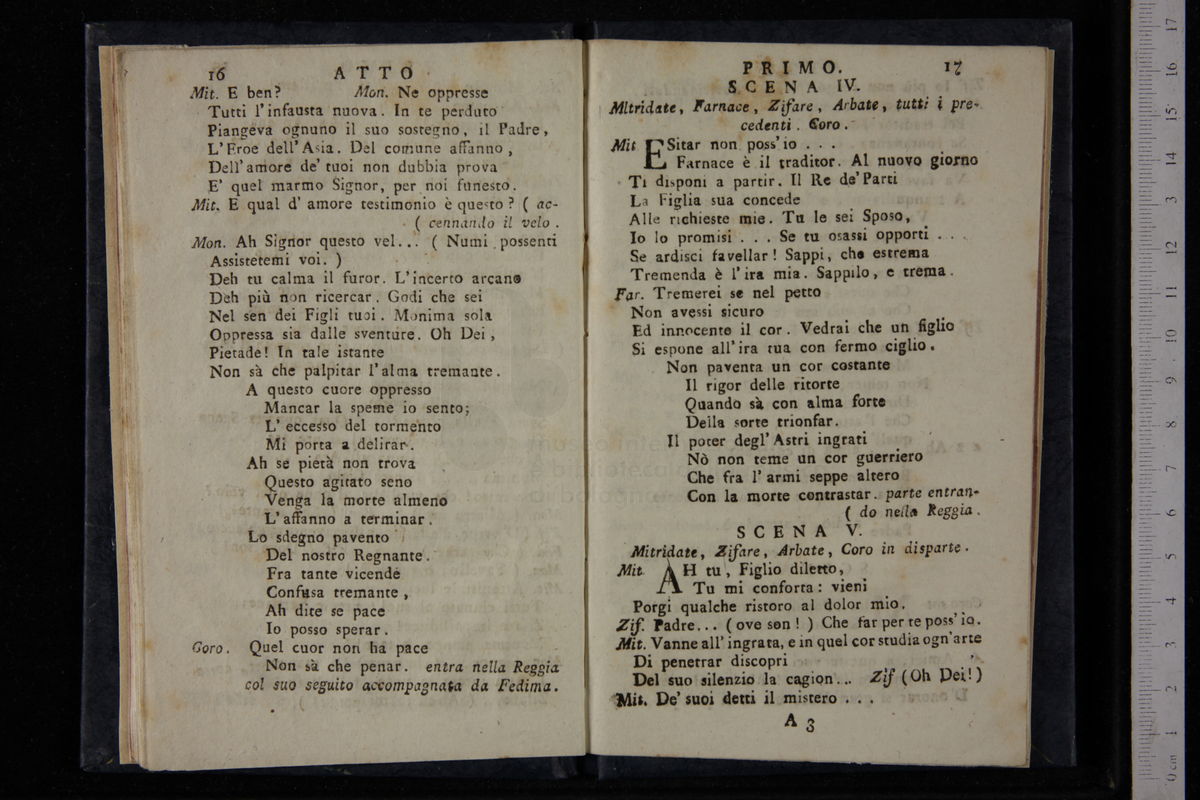 16 ATTO
Mit. E ben? Mon. Ne oppresse
Tutti l'infausta nuova. In te perduto
Piangeva ognuno il suo sostegno, il Padre,
L'Eroe dell'Asia. Del comune affanno,
Dell'amore de' tuoi non dubbia prova
E' quel marmo Signor, per noi funesto.
Mit. E qual d' amore testimonio è questo? ( ac-
( cennando il velo.
Mon. Ah Signor questo vel... ( Numi possenti
Assistetemi voi. )
Deh tu calma il furor. L'incerto arcano
Deh più non ricercar. Godi che sei
Nel sen dei Figli tuoi. Monima sola
Oppressa sia dalle sventure. Oh Dei,
Pietade! In tale istante
Non sà che palpitar l'alma tremante.
A questo cuore oppresso
Mancar la speme io sento;
L' eccesso del tormento
Mi porta a delirar.
Ah se pietà non trova
Questo agitato seno
Venga la morte almeno
L'affanno a terminar.
Lo sdegno pavento
Del nostro Regnante.
Fra tante vicende
Confusa tremante,
Ah dite se pace
Io posso sperar.
Coro. Quel cuor non ha pace
Non sà che penar. entra nella Reggia
col suo seguito accompagnata da Fedima.
PRIMO. 17
SCENA IV.
Mitridate, Farnace, Zifare, Arbate, tutti i pre-
cedenti. Coro.
Mit ESitar non poss'io . . .
Farnace è il traditor. Al nuovo giorno
Ti disponi a partir. Il Re de' Parti
La Figlia sua concede
Alle richieste mie. Tu le sei Sposo,
Io lo promisi . . . Se tu osassi opporti . . .
Se ardisci favellar! Sappi, che estrema
Tremenda è l'ira mia. Sappilo, e trema.
Far. Tremerei se nel petto
Non avessi sicuro
Ed innocente il cor. Vedrai che un figlio
Si espone all'ira tua con fermo ciglio.
Non paventa un cor costante
Il rigor delle ritorte
Quando sà con alma forte
Della sorte trionfar.
Il poter degl'Astri ingrati
Nò non teme un cor guerriero
Che fra l' armi seppe altero
Con la morte contrastar. parte entran-
( do nella Reggia.
SCENA V.
Mitridate, Zifare, Arbate, Coro in disparte.
Mit. AH tu, Figlio diletto,
Tu mi conforta: vieni
Porgi qualche ristoro al dolor mio.
Zif. Padre... ( ove son! ) Che far per te poss'io.
Mit. Vanne all'ingrata, e in quel cor studia ogn'arte
Di penetrar discopri
Del suo silenzio la cagion... Zif (Oh Dei!)
Mit. De' suoi detti il mistero . . .
A 3